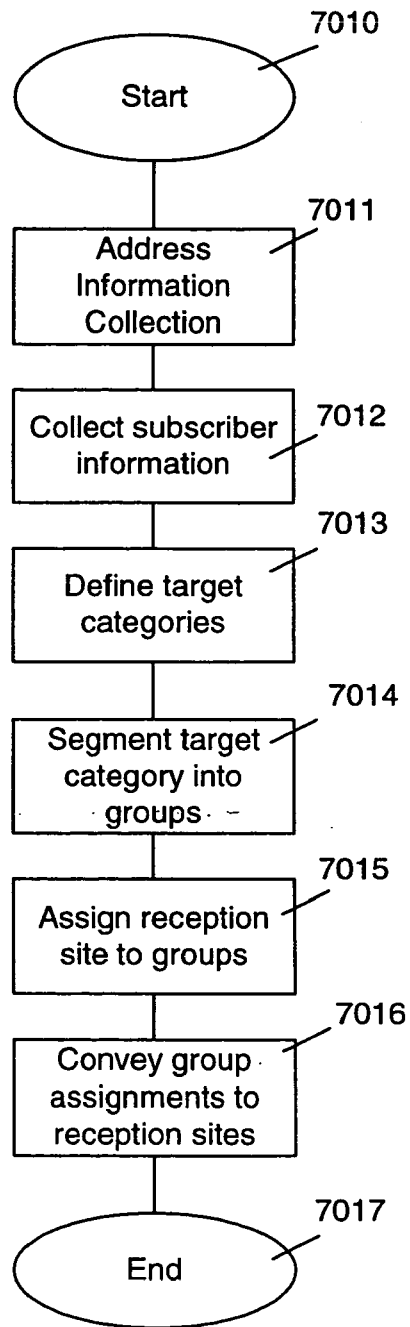 7010
Start
7011
Address
Information
Collection
7012
Collect subscriber
information
7013
Define target
categories
7014
Segment target
category into
groups
7015
Assign reception
site to groups
7016
Convey group
assignments to
reception sites
7017
End